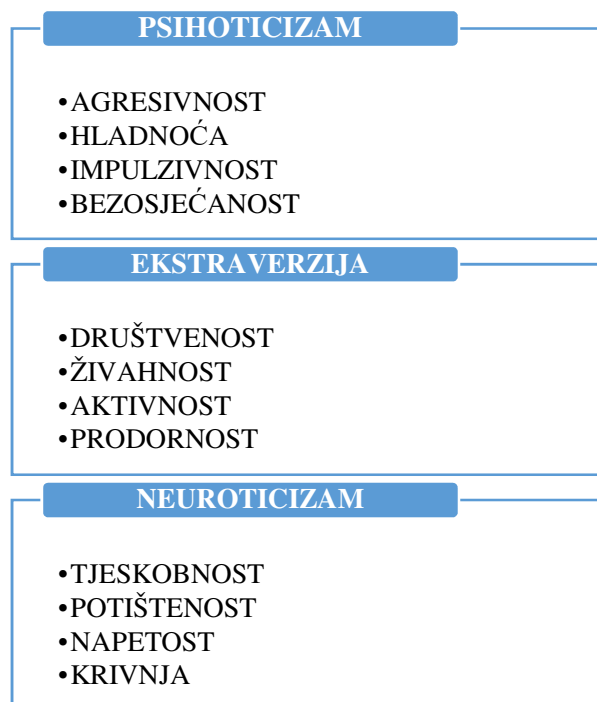 PSIHOTICIZAM
•AGRESIVNOST
•HLADNOĆA
•IMPULZIVNOST
•BEZOSJEĆANOST
EKSTRAVERZIJA
•DRUŠTVENOST
•ŽIVAHNOST
•AKTIVNOST
•PRODORNOST
NEUROTICIZAM
•TJESKOBNOST
•POTIŠTENOST
•NAPETOST
•KRIVNJA